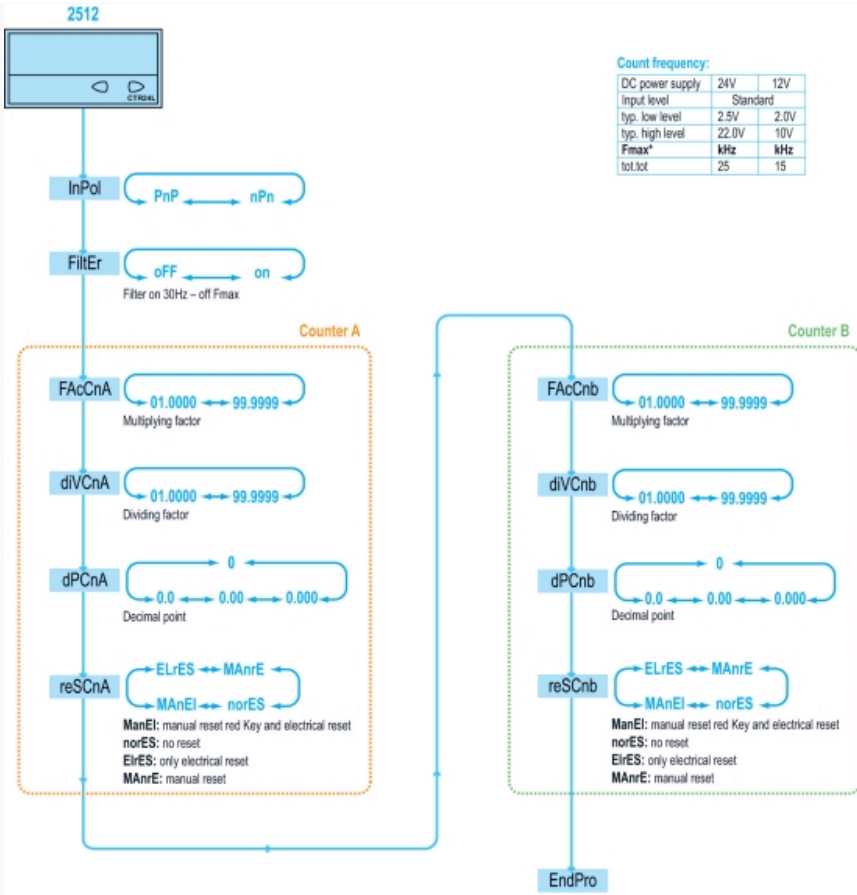 2512
CTR24L
Count frequency:
DC power supply 24V 12V
Input level Standard
typ. low level 2.5V 2.0V
typ. high level 22.0V 10V
Fmax* kHz kHz
tot.tot 25 15
InPol
PnP nPn
FiltEr
oFF on
Filter on 30Hz – off Fmax
Counter A
FAcCnA
01.0000 99.9999
Multiplying factor
diVCnA
01.0000 99.9999
Dividing factor
dPCnA
0
0.0 0.00 0.000
Decimal point
reSCnA
ELrES MAnrE
MAnEl norES
ManEl: manual reset red Key and electrical reset
norES: no reset
ElrES: only electrical reset
MAnrE: manual reset
Counter B
FAcCnb
01.0000 99.9999
Multiplying factor
diVCnb
01.0000 99.9999
Dividing factor
dPCnb
0
0.0 0.00 0.000
Decimal point
reSCnb
ELrES MAnrE
MAnEl norES
ManEl: manual reset red Key and electrical reset
norES: no reset
ElrES: only electrical reset
MAnrE: manual reset
EndPro